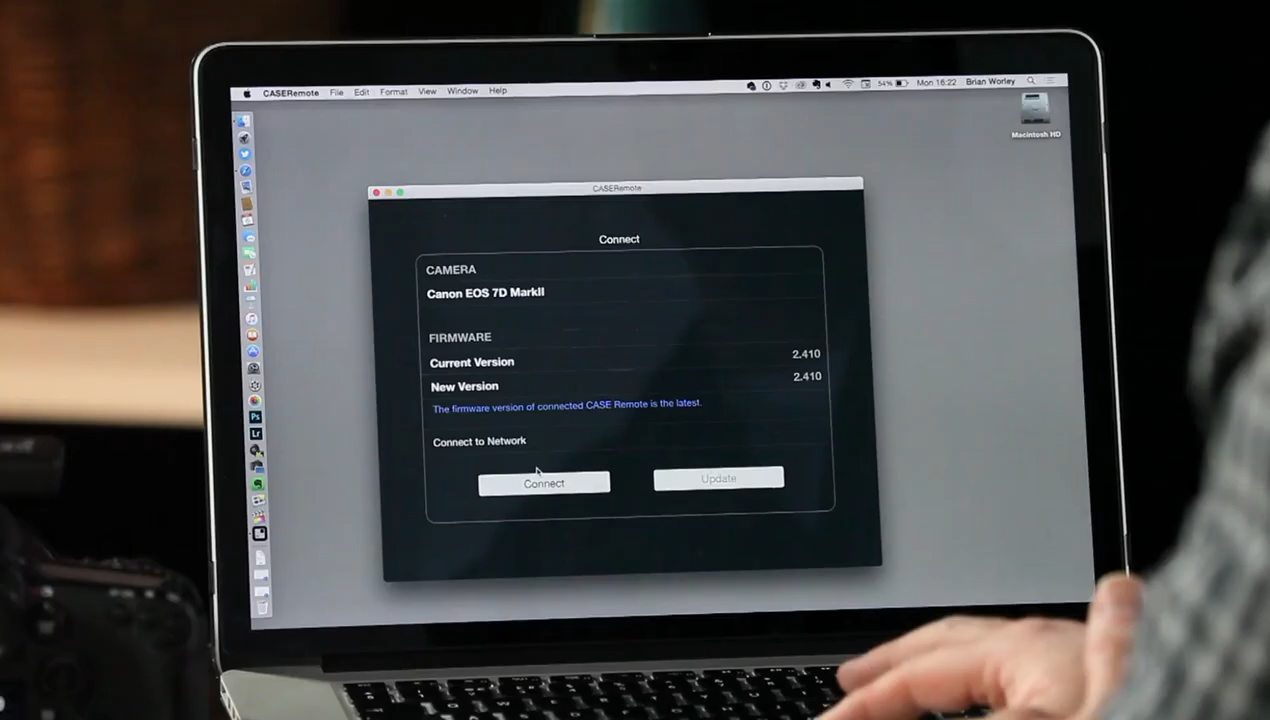 CASERemote File Edit Format View Window Help 54% Mon 16:22 Brian Worley
Macintosh HD
CASERemote
Connect
CAMERA
Canon EOS 7D MarkII
FIRMWARE
Current Version 2.410
New Version 2.410
The firmware version of connected CASE Remote is the latest.
Connect to Network
Connect Update
Ps
Lr